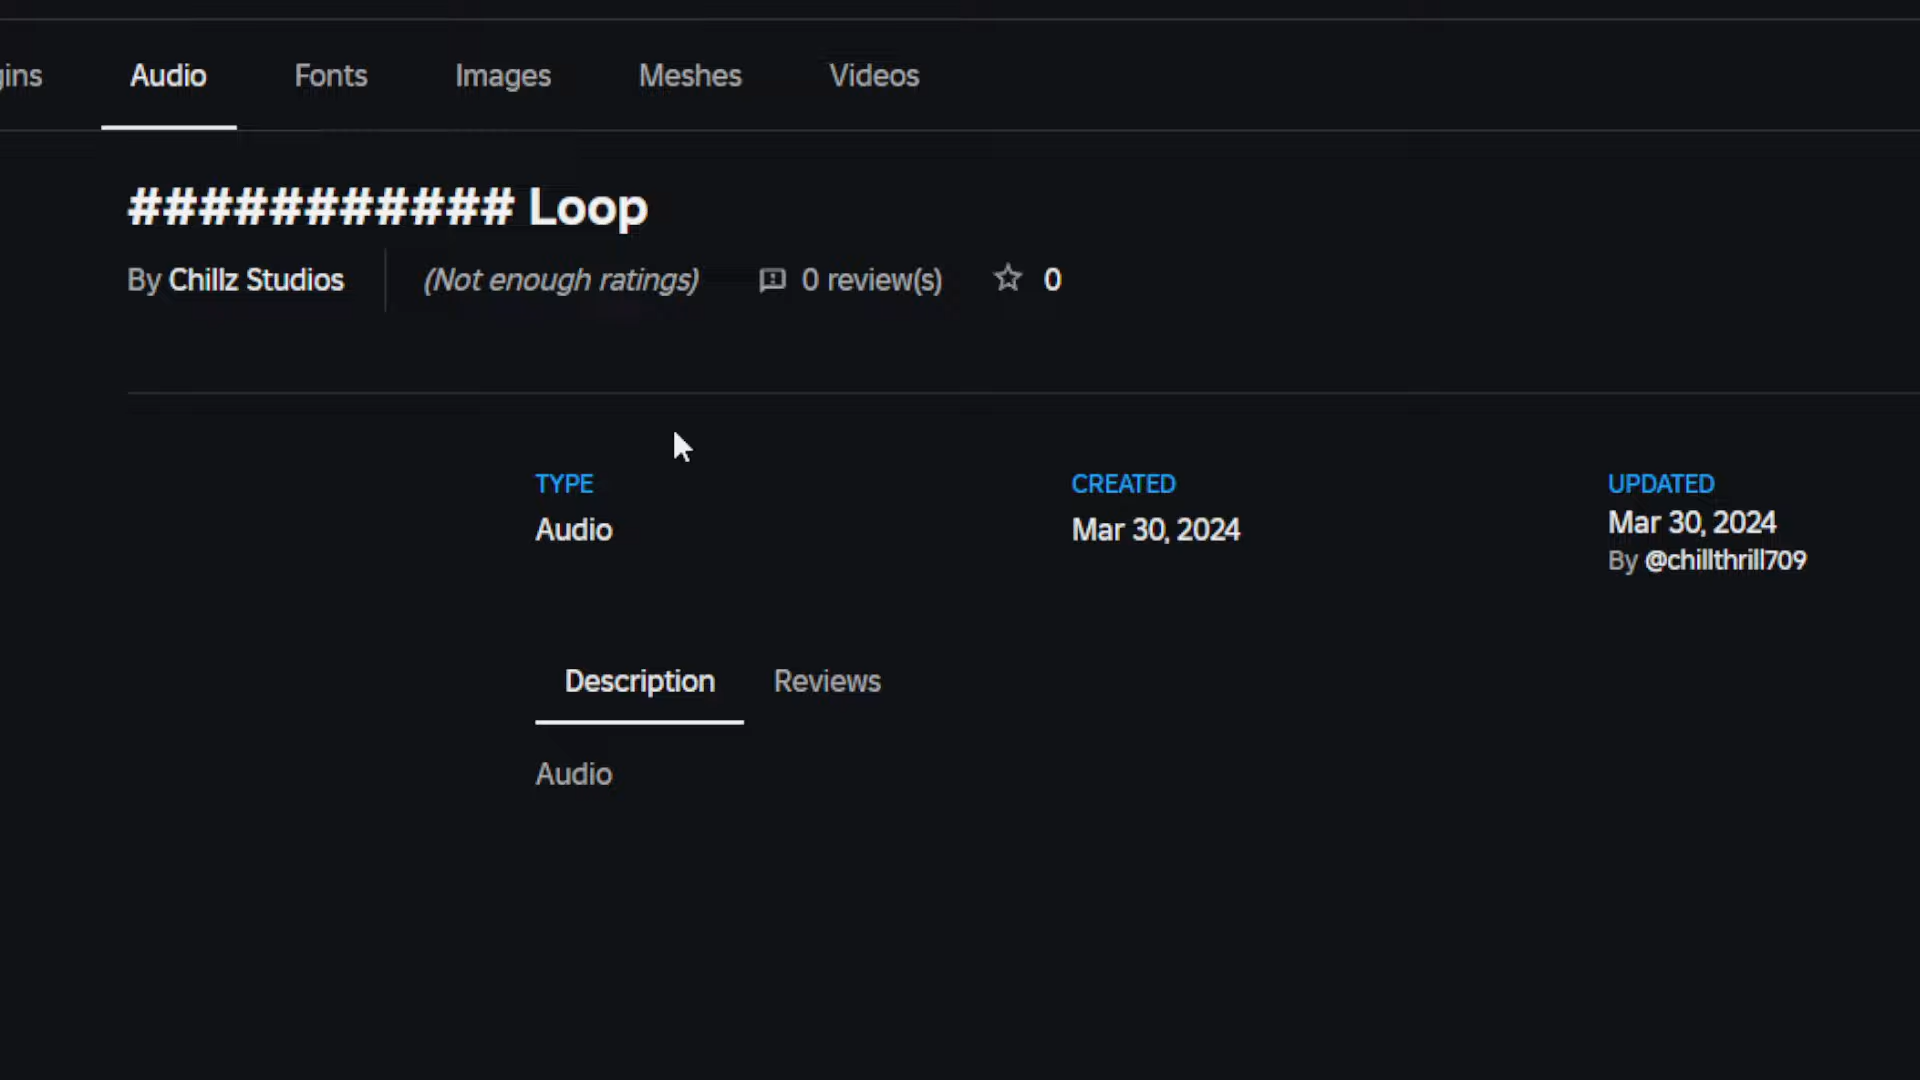 gins Audio Fonts Images Meshes Videos
########### Loop
By Chillz Studios (Not enough ratings) 0 review(s) 0
TYPE CREATED UPDATED
Audio Mar 30, 2024 Mar 30, 2024
By @chillthrill709
Description Reviews
Audio